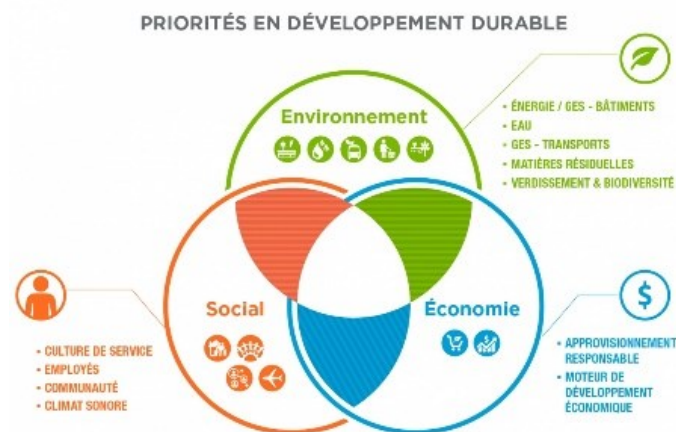 PRIORITÉS EN DÉVELOPPEMENT DURABLE
Environnement
• ÉNERGIE / GES - BÂTIMENTS
• EAU
• GES - TRANSPORTS
• MATIÈRES RÉSIDUELLES
• VERDISSEMENT & BIODIVERSITÉ
Social
• CULTURE DE SERVICE
• EMPLOYÉS
• COMMUNAUTÉ
• CLIMAT SONORE
Économie
$
• APPROVISIONNEMENT
RESPONSABLE
• MOTEUR DE
DÉVELOPPEMENT
ÉCONOMIQUE